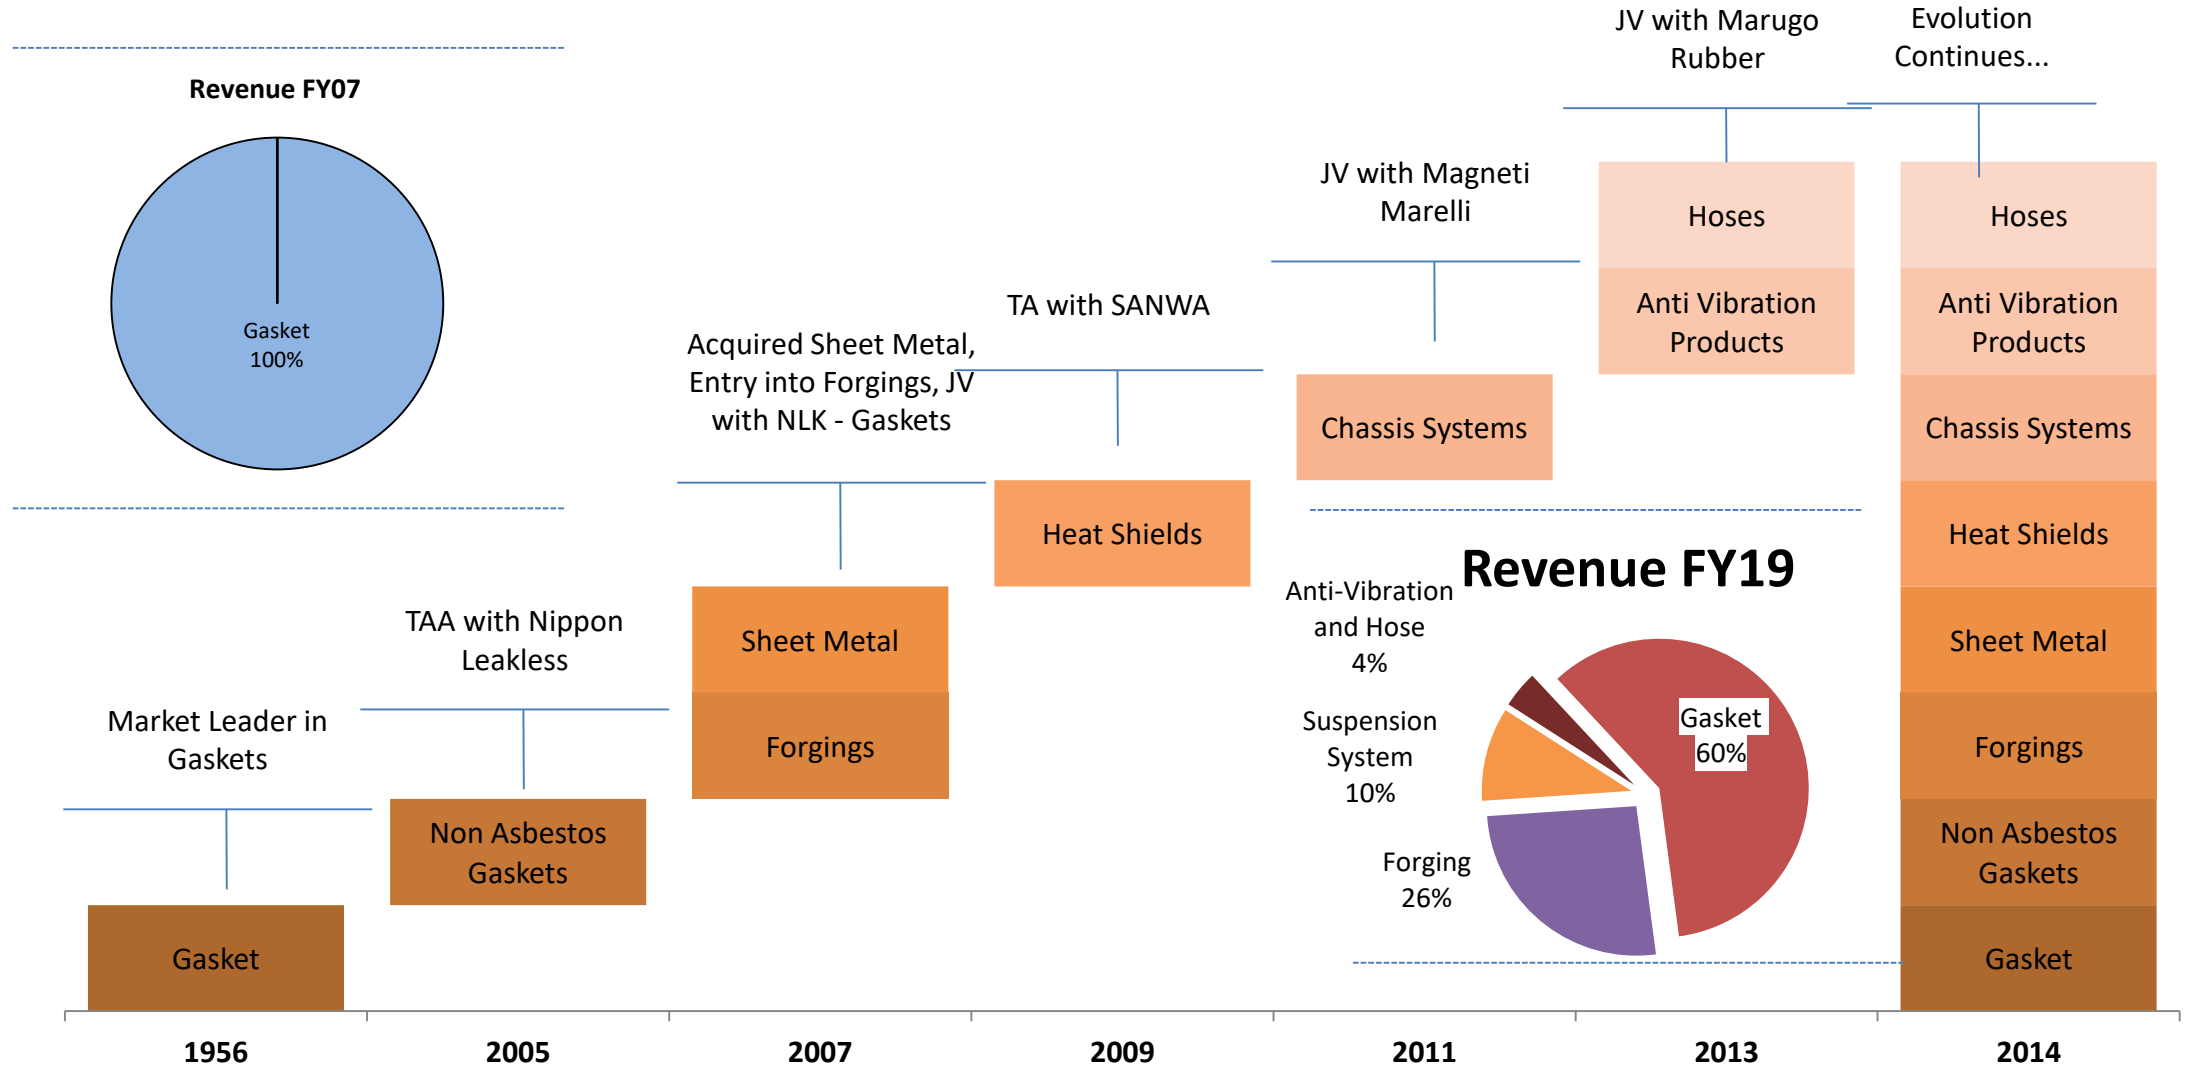 Revenue FY07
Gasket
100%
Market Leader in
Gaskets
Gasket
TAA with Nippon
Leakless
Non Asbestos
Gaskets
Acquired Sheet Metal,
Entry into Forgings, JV
with NLK - Gaskets
Sheet Metal
Forgings
TA with SANWA
Heat Shields
JV with Magneti
Marelli
Chassis Systems
JV with Marugo
Rubber
Hoses
Anti Vibration
Products
Evolution
Continues...
Hoses
Anti Vibration
Products
Chassis Systems
Heat Shields
Sheet Metal
Forgings
Non Asbestos
Gaskets
Gasket
Revenue FY19
Anti-Vibration
and Hose
4%
Suspension
System
10%
Forging
26%
Gasket
60%
1956
2005
2007
2009
2011
2013
2014